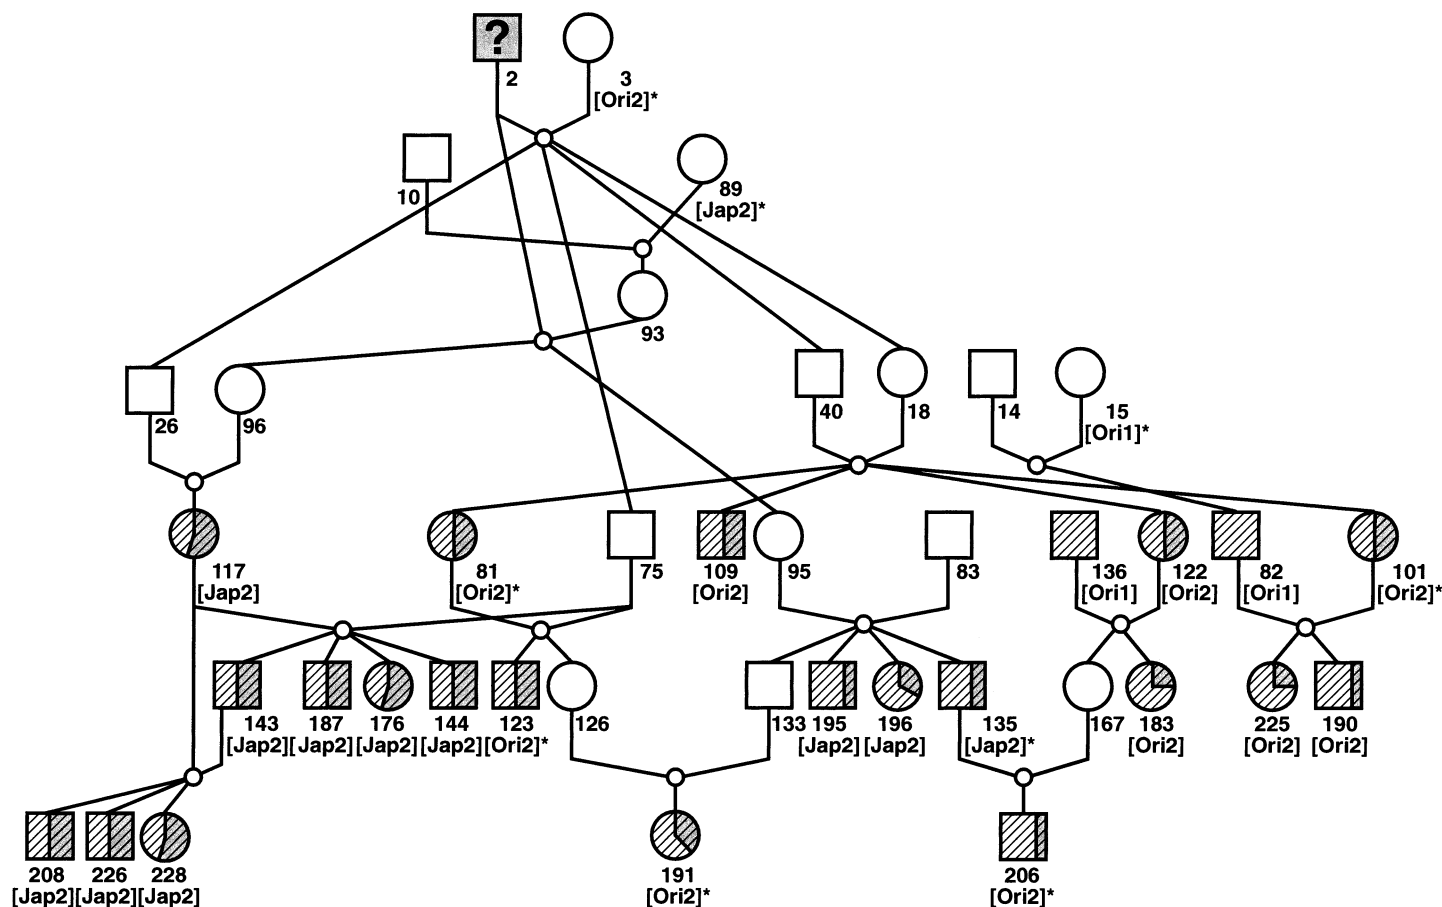 ?
2
3
[Ori2]*
10
89
[Jap2]*
93
26
96
40
18
14
15
[Ori1]*
117
[Jap2]
81
[Ori2]*
75
109
[Ori2]
95
83
136
[Ori1]
122
[Ori2]
82
[Ori1]
101
[Ori2]*
143
[Jap2]
187
[Jap2]
176
[Jap2]
144
[Jap2]
123
[Ori2]*
126
133
195
[Jap2]
196
[Jap2]
135
[Jap2]*
167
183
[Ori2]
225
[Ori2]
190
[Ori2]
208
[Jap2]
226
[Jap2]
228
[Jap2]
191
[Ori2]*
206
[Ori2]*